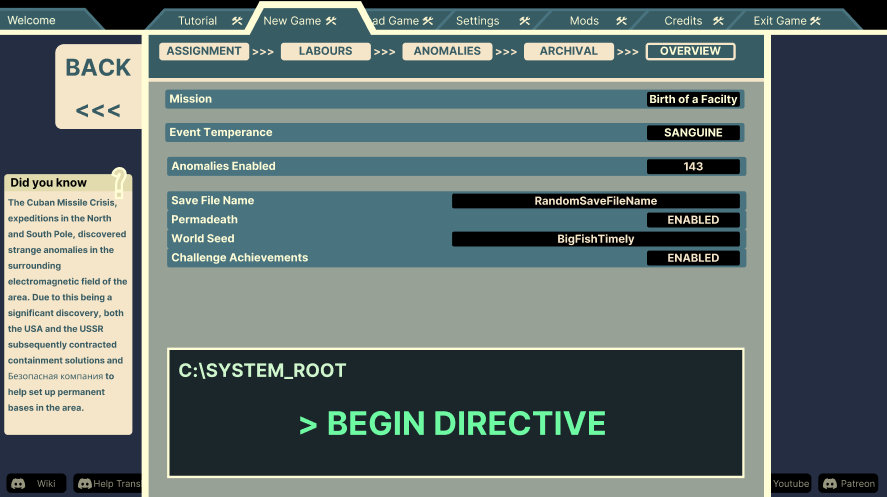 Welcome
Tutorial
New Game
ad Game
Settings
Mods
Credits
Exit Game
BACK
<<<
ASSIGNMENT >>> LABOURS >>> ANOMALIES >>> ARCHIVAL >>> OVERVIEW
Mission Birth of a Facilty
Event Temperance SANGUINE
Anomalies Enabled 143
Save File Name RandomSaveFileName
Permadeath ENABLED
World Seed BigFishTimely
Challenge Achievements ENABLED
Did you know ?
The Cuban Missile Crisis,
expeditions in the North
and South Pole, discovered
strange anomalies in the
surrounding
electromagnetic field of the
area. Due to this being a
significant discovery, both
the USA and the USSR
subsequently contracted
containment solutions and
Безопасная компания to
help set up permanent
bases in the area.
C:\SYSTEM_ROOT
> BEGIN DIRECTIVE
Wiki
Help Trans
Youtube
Patreon